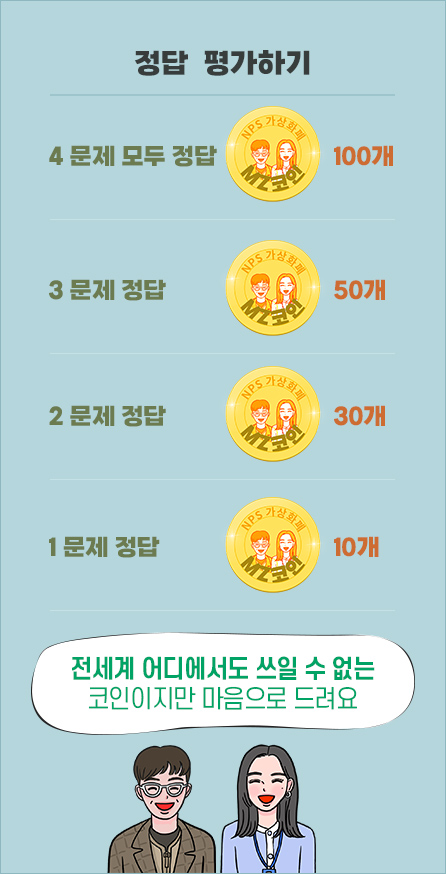 정답 평가하기
4 문제 모두 정답
NPS 가상화폐
MZ코인
100개
3 문제 정답
NPS 가상화폐
MZ코인
50개
2 문제 정답
NPS 가상화폐
MZ코인
30개
1 문제 정답
NPS 가상화폐
MZ코인
10개
전세계 어디에서도 쓰일 수 없는
코인이지만 마음으로 드려요